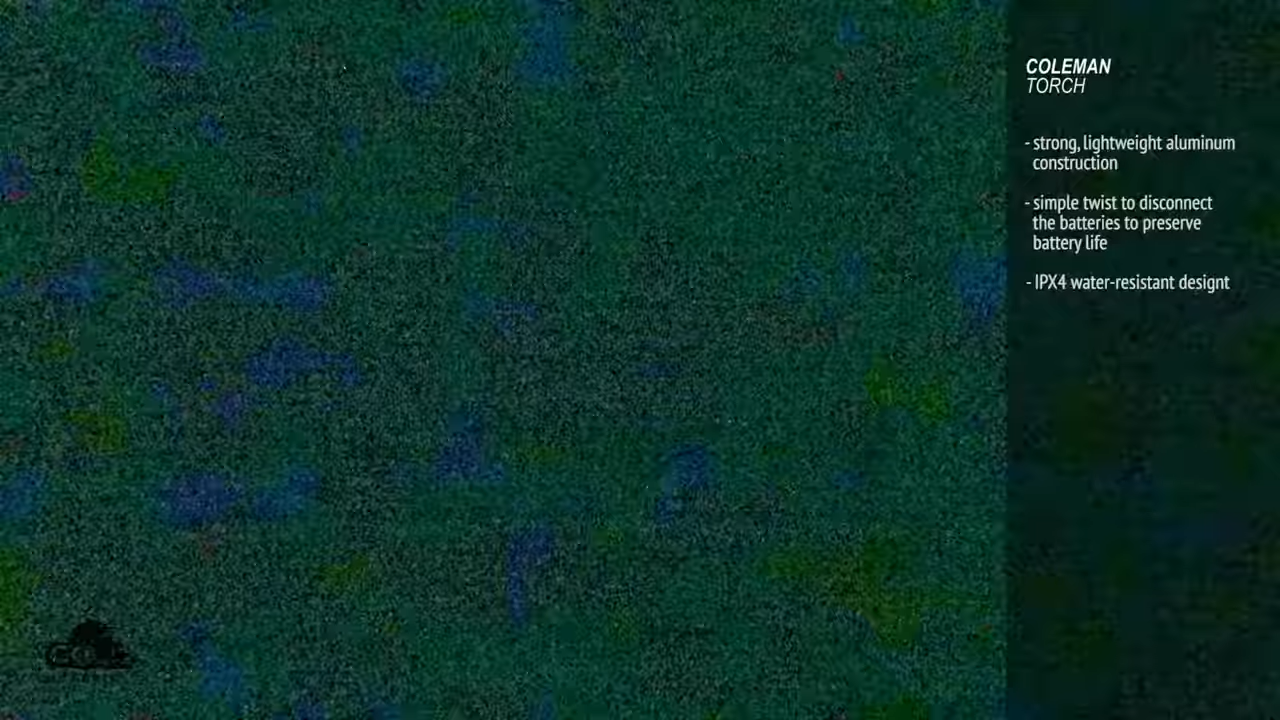 COLEMAN
TORCH
- strong, lightweight aluminum
construction
- simple twist to disconnect
the batteries to preserve
battery life
- IPX4 water-resistant designt